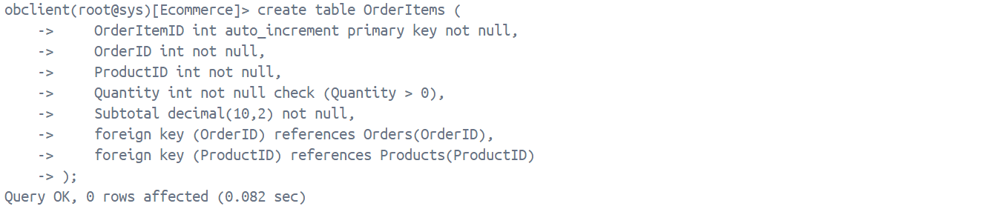 obclient(root@sys)[Ecommerce]> create table OrderItems (
    ->     OrderItemID int auto_increment primary key not null,
    ->     OrderID int not null,
    ->     ProductID int not null,
    ->     Quantity int not null check (Quantity > 0),
    ->     Subtotal decimal(10,2) not null,
    ->     foreign key (OrderID) references Orders(OrderID),
    ->     foreign key (ProductID) references Products(ProductID)
    -> );
Query OK, 0 rows affected (0.082 sec)